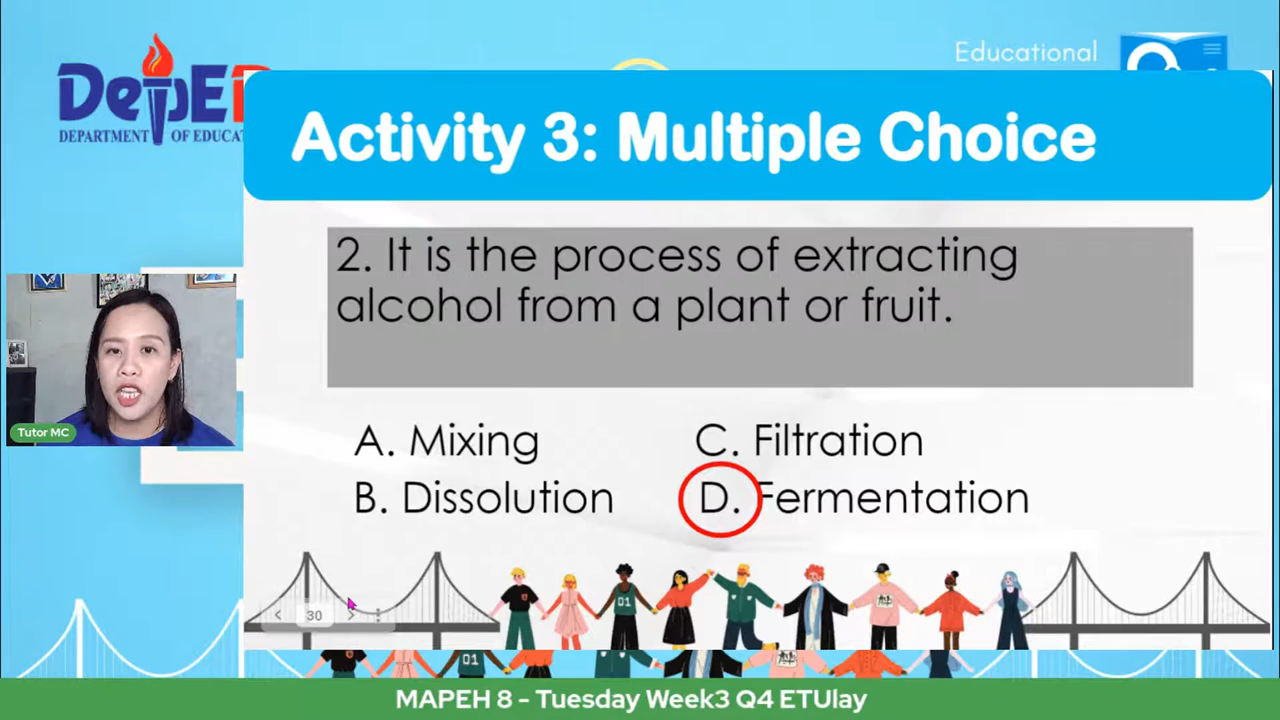 Educational
DepED
DEPARTMENT OF EDUCAT
Activity 3: Multiple Choice
2. It is the process of extracting
alcohol from a plant or fruit.
A. Mixing
C. Filtration
B. Dissolution
D. Fermentation
Tutor MC
30
01
01
MAPEH 8 - Tuesday Week3 Q4 ETUlay